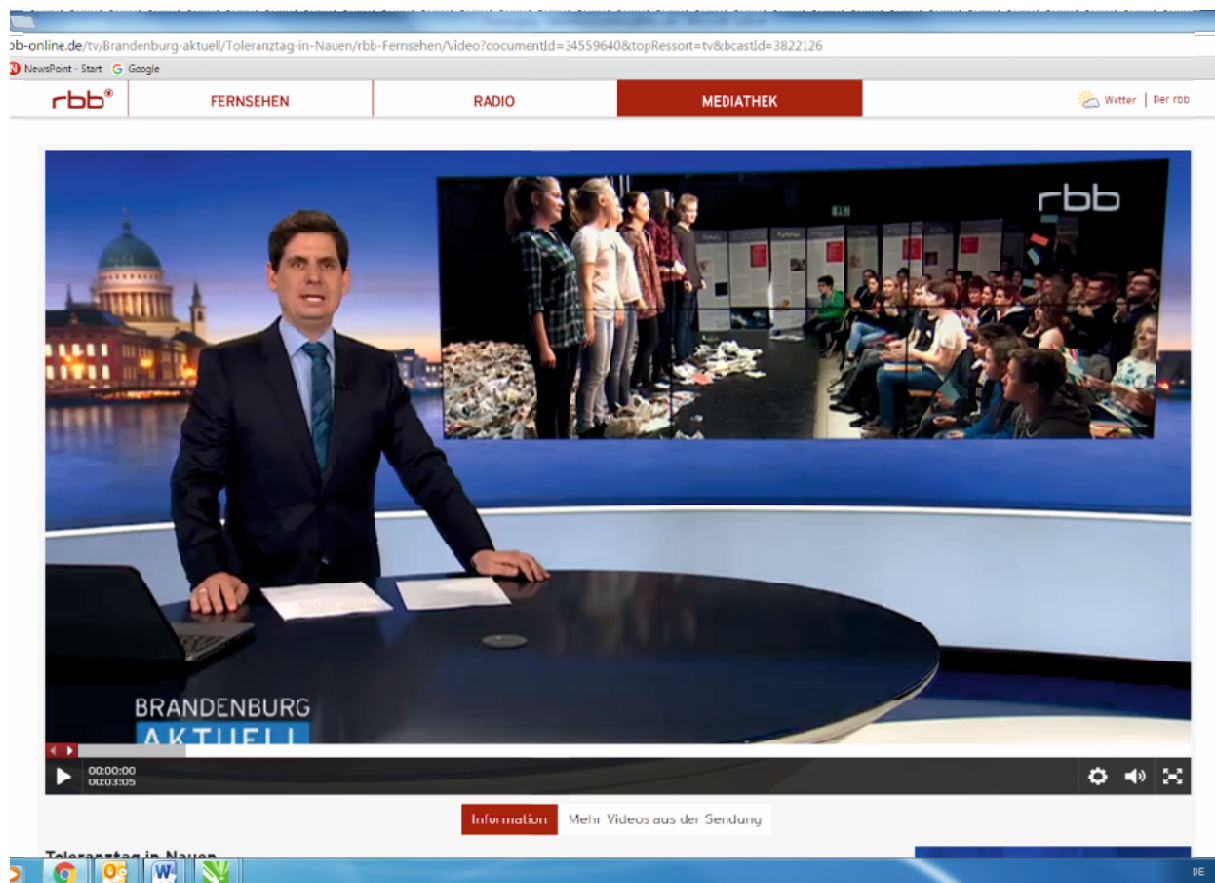 bb-online.de/tv/Brandenburg-aktuell/Toleranztag-in-Nauen/rbb-Fernsehen/Video?documentId=34559640&topRessort=tv&bcastId=3822126
NewsPoint - Start Google
rbb FERNSEHEN RADIO MEDIATHEK Wetter | Der rbb
rbb
BRANDENBURG
AKTUELL
00:00:00
00:03:05
Information Mehr Videos aus der Sendung
Toleranztag in Nauen
DE